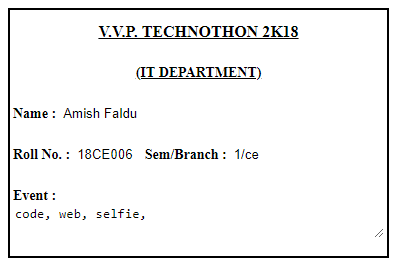 V.V.P. TECHNOTHON 2K18
(IT DEPARTMENT)
Name : Amish Faldu
Roll No. : 18CE006 Sem/Branch : 1/ce
Event :
code, web, selfie,